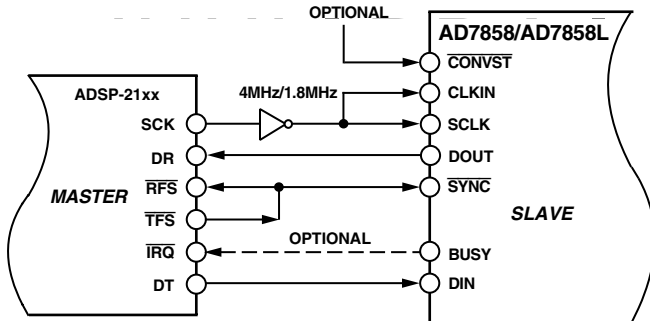 OPTIONAL
AD7858/AD7858L
CONVST
ADSP-21xx
4MHz/1.8MHz
CLKIN
SCK
SCLK
DR
DOUT
MASTER
RFS
SYNC
SLAVE
TFS
OPTIONAL
IRQ
BUSY
DT
DIN